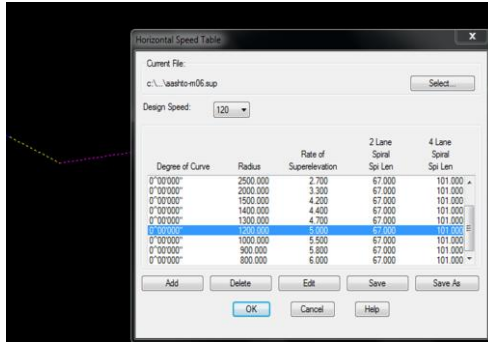 Horizontal Speed Table
X
Current File:
c:\...\aashto-m06.sup
Select...
Design Speed:
120
2 Lane 4 Lane
Rate of Spiral Spiral
Degree of Curve Radius Superelevation Spi Len Spi Len
0°00'000" 2500.000 2.700 67.000 101.000
0°00'000" 2000.000 3.300 67.000 101.000
0°00'000" 1500.000 4.200 67.000 101.000
0°00'000" 1400.000 4.400 67.000 101.000
0°00'000" 1300.000 4.700 67.000 101.000
0°00'000" 1200.000 5.000 67.000 101.000
0°00'000" 1000.000 5.500 67.000 101.000
0°00'000" 900.000 5.800 67.000 101.000
0°00'000" 800.000 6.000 67.000 101.000
Add Delete Edit Save Save As
OK Cancel Help